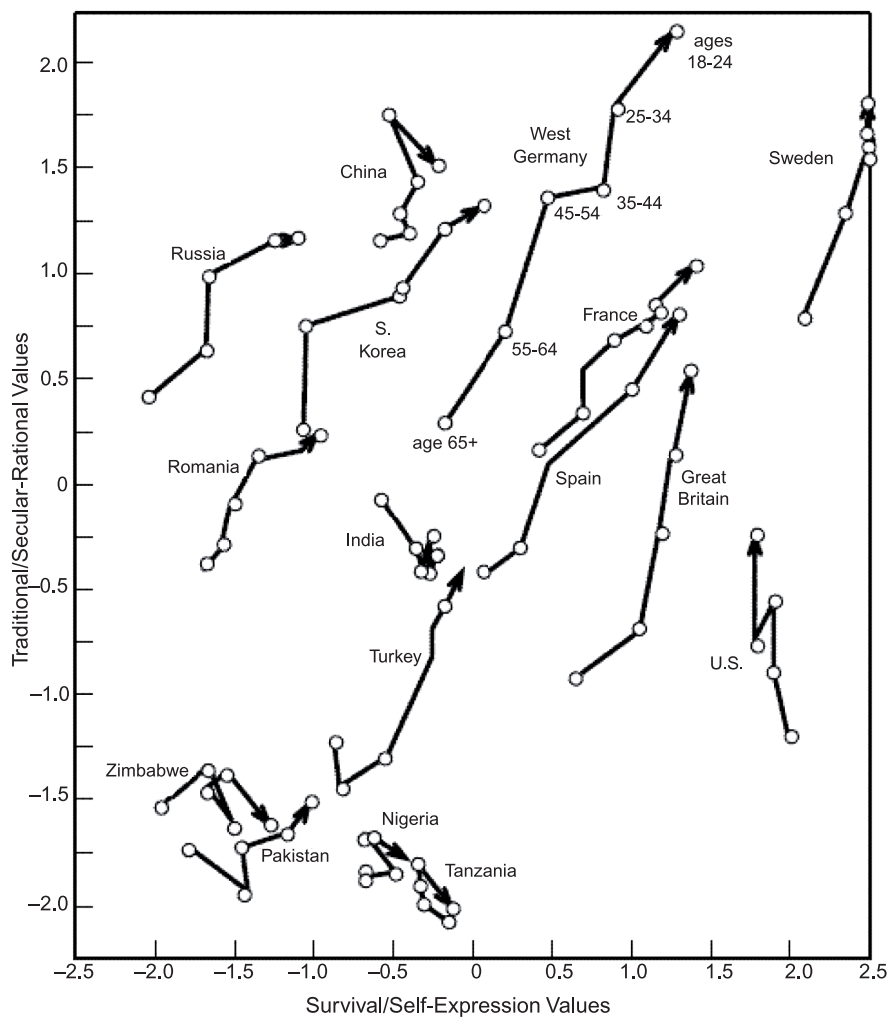 ages
18-24
25-34
West
Germany
Sweden
China
45-54
35-44
Russia
France
S.
Korea
55-64
age 65+
Romania
Spain
Great
Britain
India
Turkey
U.S.
Zimbabwe
Nigeria
Pakistan
Tanzania
2.0
1.5
1.0
0.5
0
–0.5
–1.0
–1.5
–2.0
Traditional/Secular-Rational Values
–2.5
–2.0
–1.5
–1.0
–0.5
0
0.5
1.0
1.5
2.0
2.5
Survival/Self-Expression Values